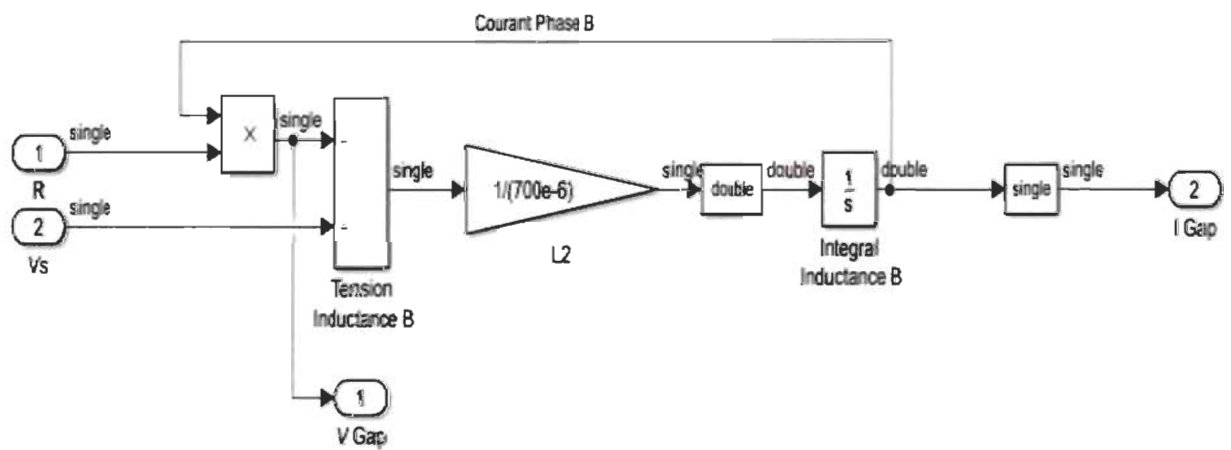 Courant Phase B
single
X
single
1
R
single
2
Vs
-
-
Tension
Inductance B
single
1/(700e-6)
L2
single
double
double
1
s
double
Integral
Inductance B
single
single
2
I Gap
1
V Gap